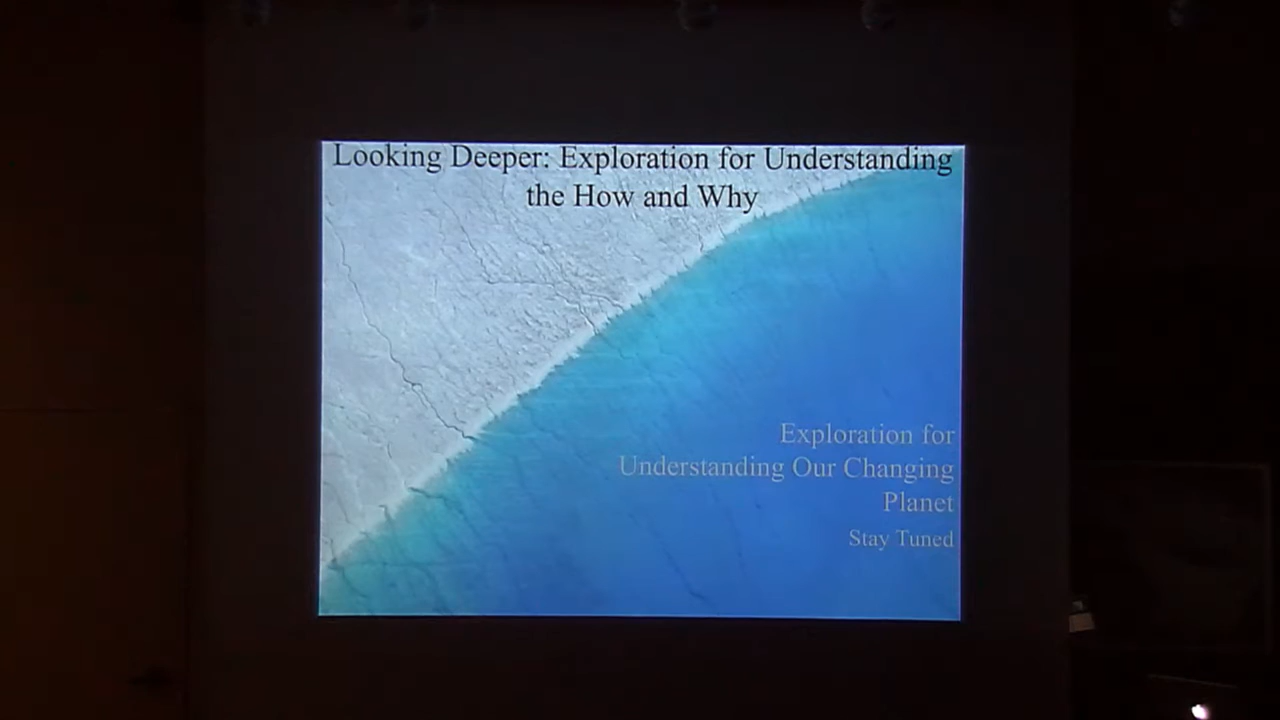 Looking Deeper: Exploration for Understanding
the How and Why
Exploration for
Understanding Our Changing
Planet
Stay Tuned